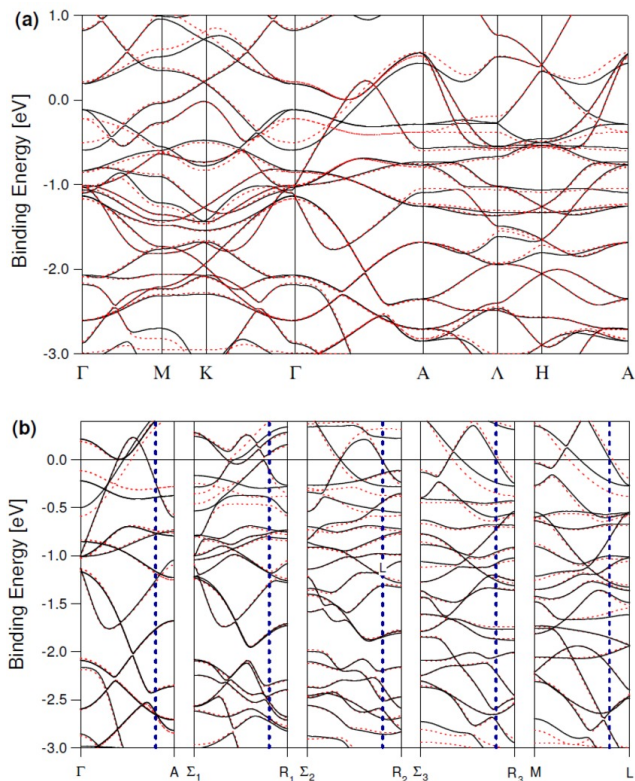 (a)
1.0
0.0
-1.0
-2.0
-3.0
Binding Energy [eV]
Γ M K Γ A Λ H A
(b)
0.0
-0.5
-1.0
-1.5
-2.0
-2.5
-3.0
Binding Energy [eV]
L
Γ A Σ1 R1 Σ2 R2 Σ3 R3 M L